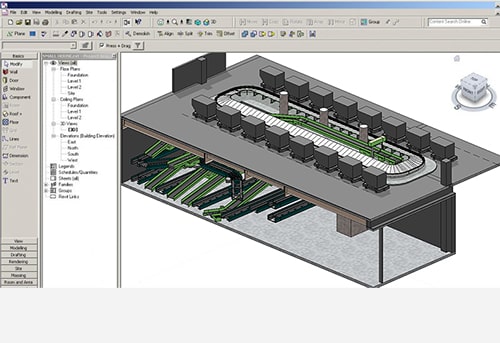 File Edit View Modelling Drafting Site Tools Settings Window Help
Group
Content Search Online
Plane
Demolish
Align
Split
Trim
Offset
Press + Drag
Basics
Modify
Wall
Door
Window
Component
Roof
Floor
Lines
Dimension
Level
Text
View
Modelling
Drafting
Rendering
Site
Massing
Room and Area
Views (all)
Floor Plans
Foundation
Level 1
Level 2
Site
Ceiling Plans
Foundation
Level 1
Level 2
3D Views
Elevations (Building Elevation)
East
North
South
West
Legends
Schedules/Quantities
Sheets (all)
Families
Groups
Revit Links